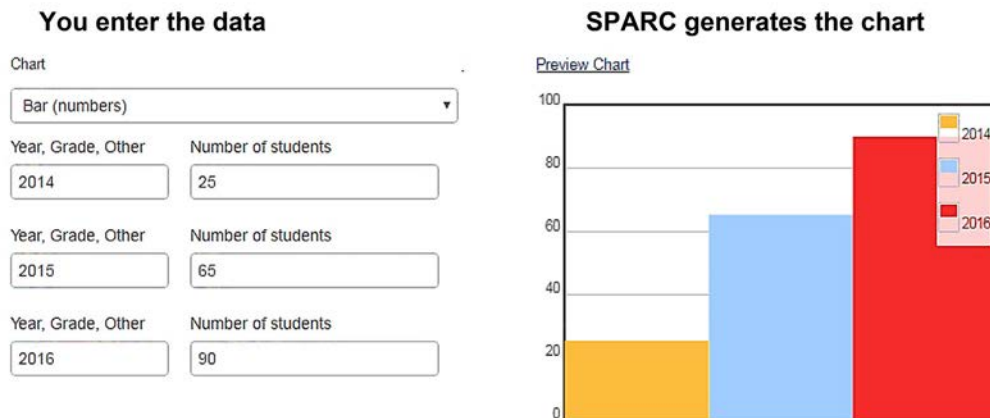 You enter the data
Chart
Bar (numbers)
Year, Grade, Other Number of students
2014 25
Year, Grade, Other Number of students
2015 65
Year, Grade, Other Number of students
2016 90
SPARC generates the chart
Preview Chart
100
80
60
40
20
0
2014
2015
2016